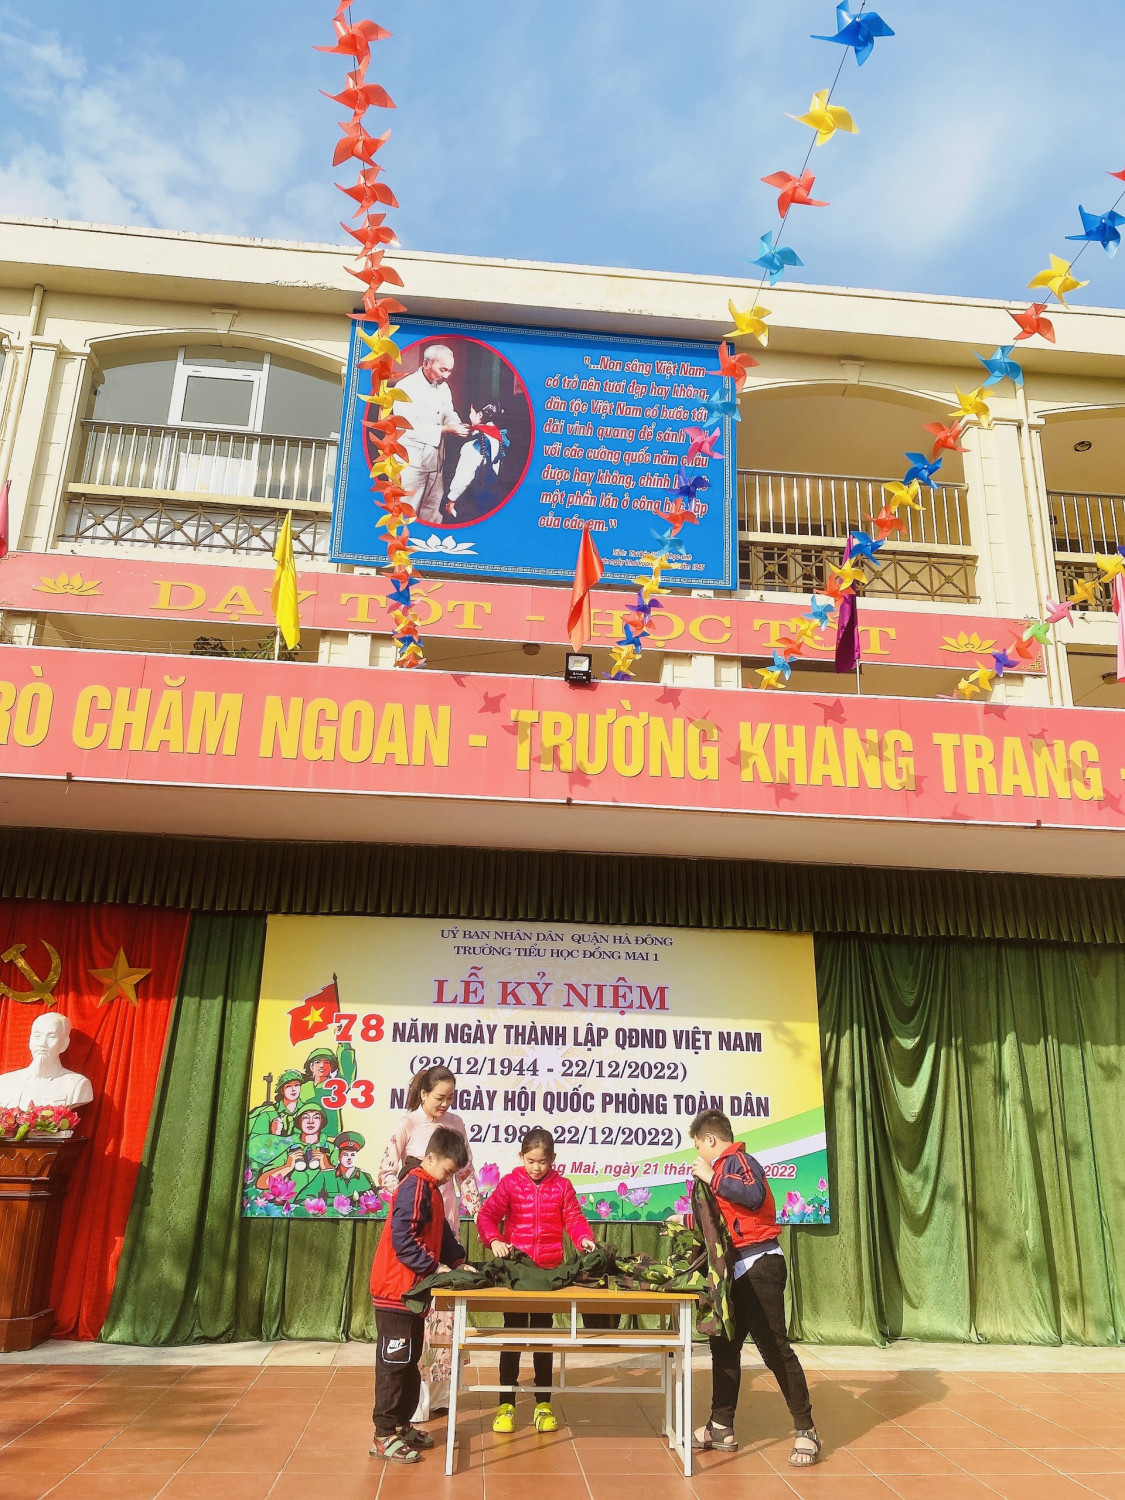 "...Non sông Việt Nam
có trở nên tươi đẹp hay không,
dân tộc Việt Nam có bước tới
đài vinh quang để sánh
với các cường quốc năm châu
được hay không, chính
một phần lớn ở công học tập
của các em."
DẠY TỐT - HỌC TỐT
RÒ CHĂM NGOAN - TRƯỜNG KHANG TRANG -
UỶ BAN NHÂN DÂN QUẬN HÀ ĐÔNG
TRƯỜNG TIỂU HỌC ĐỒNG MAI 1
LỄ KỶ NIỆM
78 NĂM NGÀY THÀNH LẬP QĐND VIỆT NAM
(22/12/1944 - 22/12/2022)
33 NGÀY HỘI QUỐC PHÒNG TOÀN DÂN
22/12/2022)
Mai, ngày 21 2022